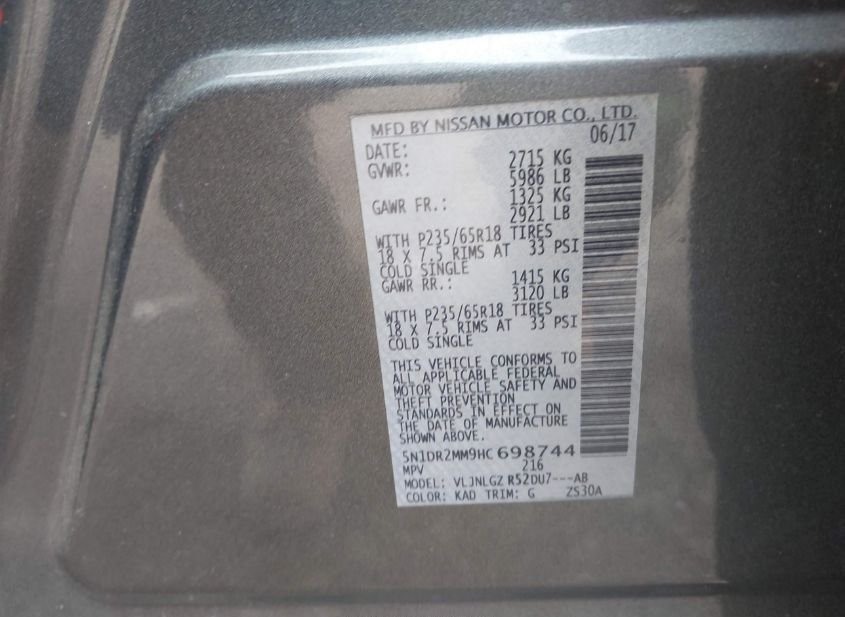 MFD BY NISSAN MOTOR CO., LTD.
DATE: 06/17
GVWR: 2715 KG
5986 LB
GAWR FR.: 1325 KG
2921 LB
WITH P235/65R18 TIRES
18 X 7.5 RIMS AT 33 PSI
COLD SINGLE
GAWR RR.: 1415 KG
3120 LB
WITH P235/65R18 TIRES
18 X 7.5 RIMS AT 33 PSI
COLD SINGLE
THIS VEHICLE CONFORMS TO
ALL APPLICABLE FEDERAL
MOTOR VEHICLE SAFETY AND
THEFT PREVENTION
STANDARDS IN EFFECT ON
THE DATE OF MANUFACTURE
SHOWN ABOVE.
5N1DR2MM9HC698744
MPV 216
MODEL: VLJNLGZ R52DU7---AB
COLOR: KAD TRIM: G ZS30A